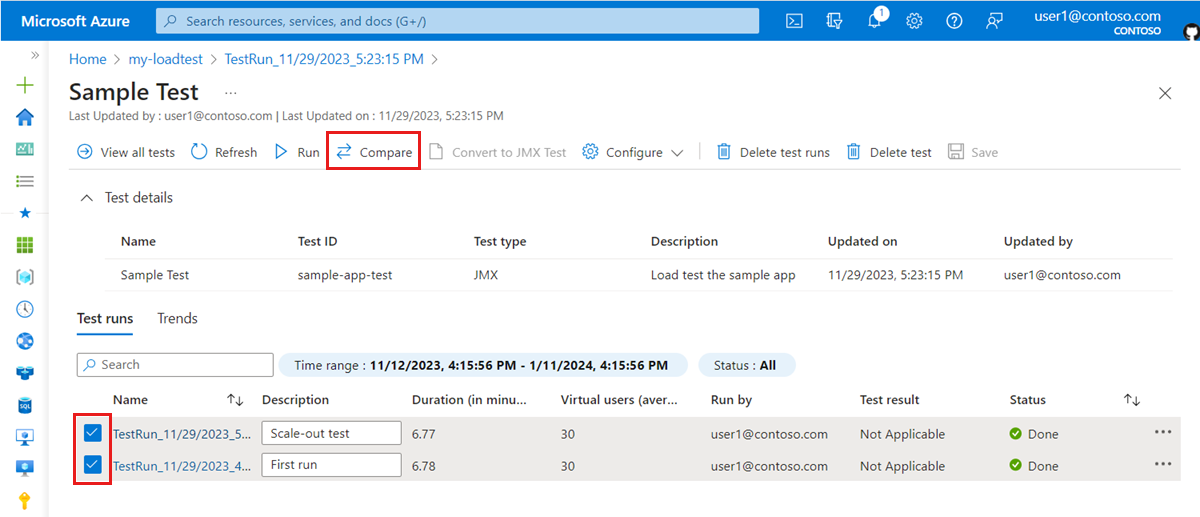 Microsoft Azure
Search resources, services, and docs (G+/)
1
user1@contoso.com
CONTOSO
Home > my-loadtest > TestRun_11/29/2023_5:23:15 PM >
Sample Test ...
Last Updated by : user1@contoso.com | Last Updated on : 11/29/2023, 5:23:15 PM
View all tests Refresh Run Compare Convert to JMX Test Configure Delete test runs Delete test Save
Test details
Name Test ID Test type Description Updated on Updated by
Sample Test sample-app-test JMX Load test the sample app 11/29/2023, 5:23:15 PM user1@contoso.com
Test runs Trends
Search Time range : 11/12/2023, 4:15:56 PM - 1/11/2024, 4:15:56 PM Status : All
Name Description Duration (in minu... Virtual users (aver... Run by Test result Status
TestRun_11/29/2023_5... Scale-out test 6.77 30 user1@contoso.com Not Applicable Done ...
TestRun_11/29/2023_4... First run 6.78 30 user1@contoso.com Not Applicable Done ...
SQL